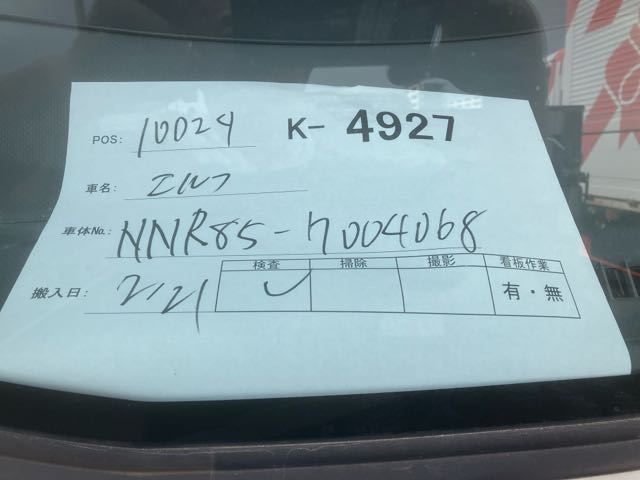 POS: 10024 K- 4927
車名: エルフ
車体No.: NNR85-7004068
搬入日: 2/21
検査 掃除 撮影 看板作業
✓ 有・無